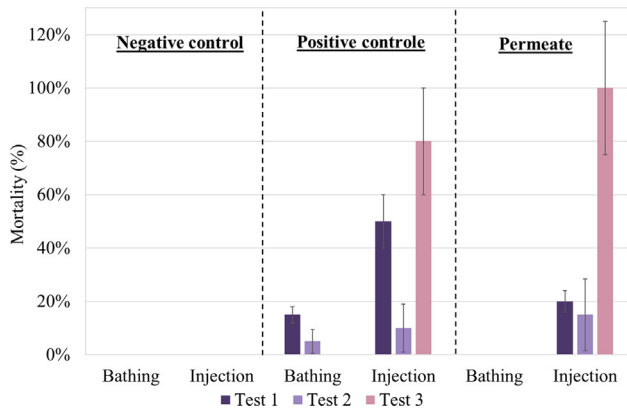 120%
Negative control
Positive controle
Permeate
100%
80%
60%
40%
20%
0%
Mortality (%)
Bathing
Injection
Bathing
Injection
Bathing
Injection
Test 1
Test 2
Test 3